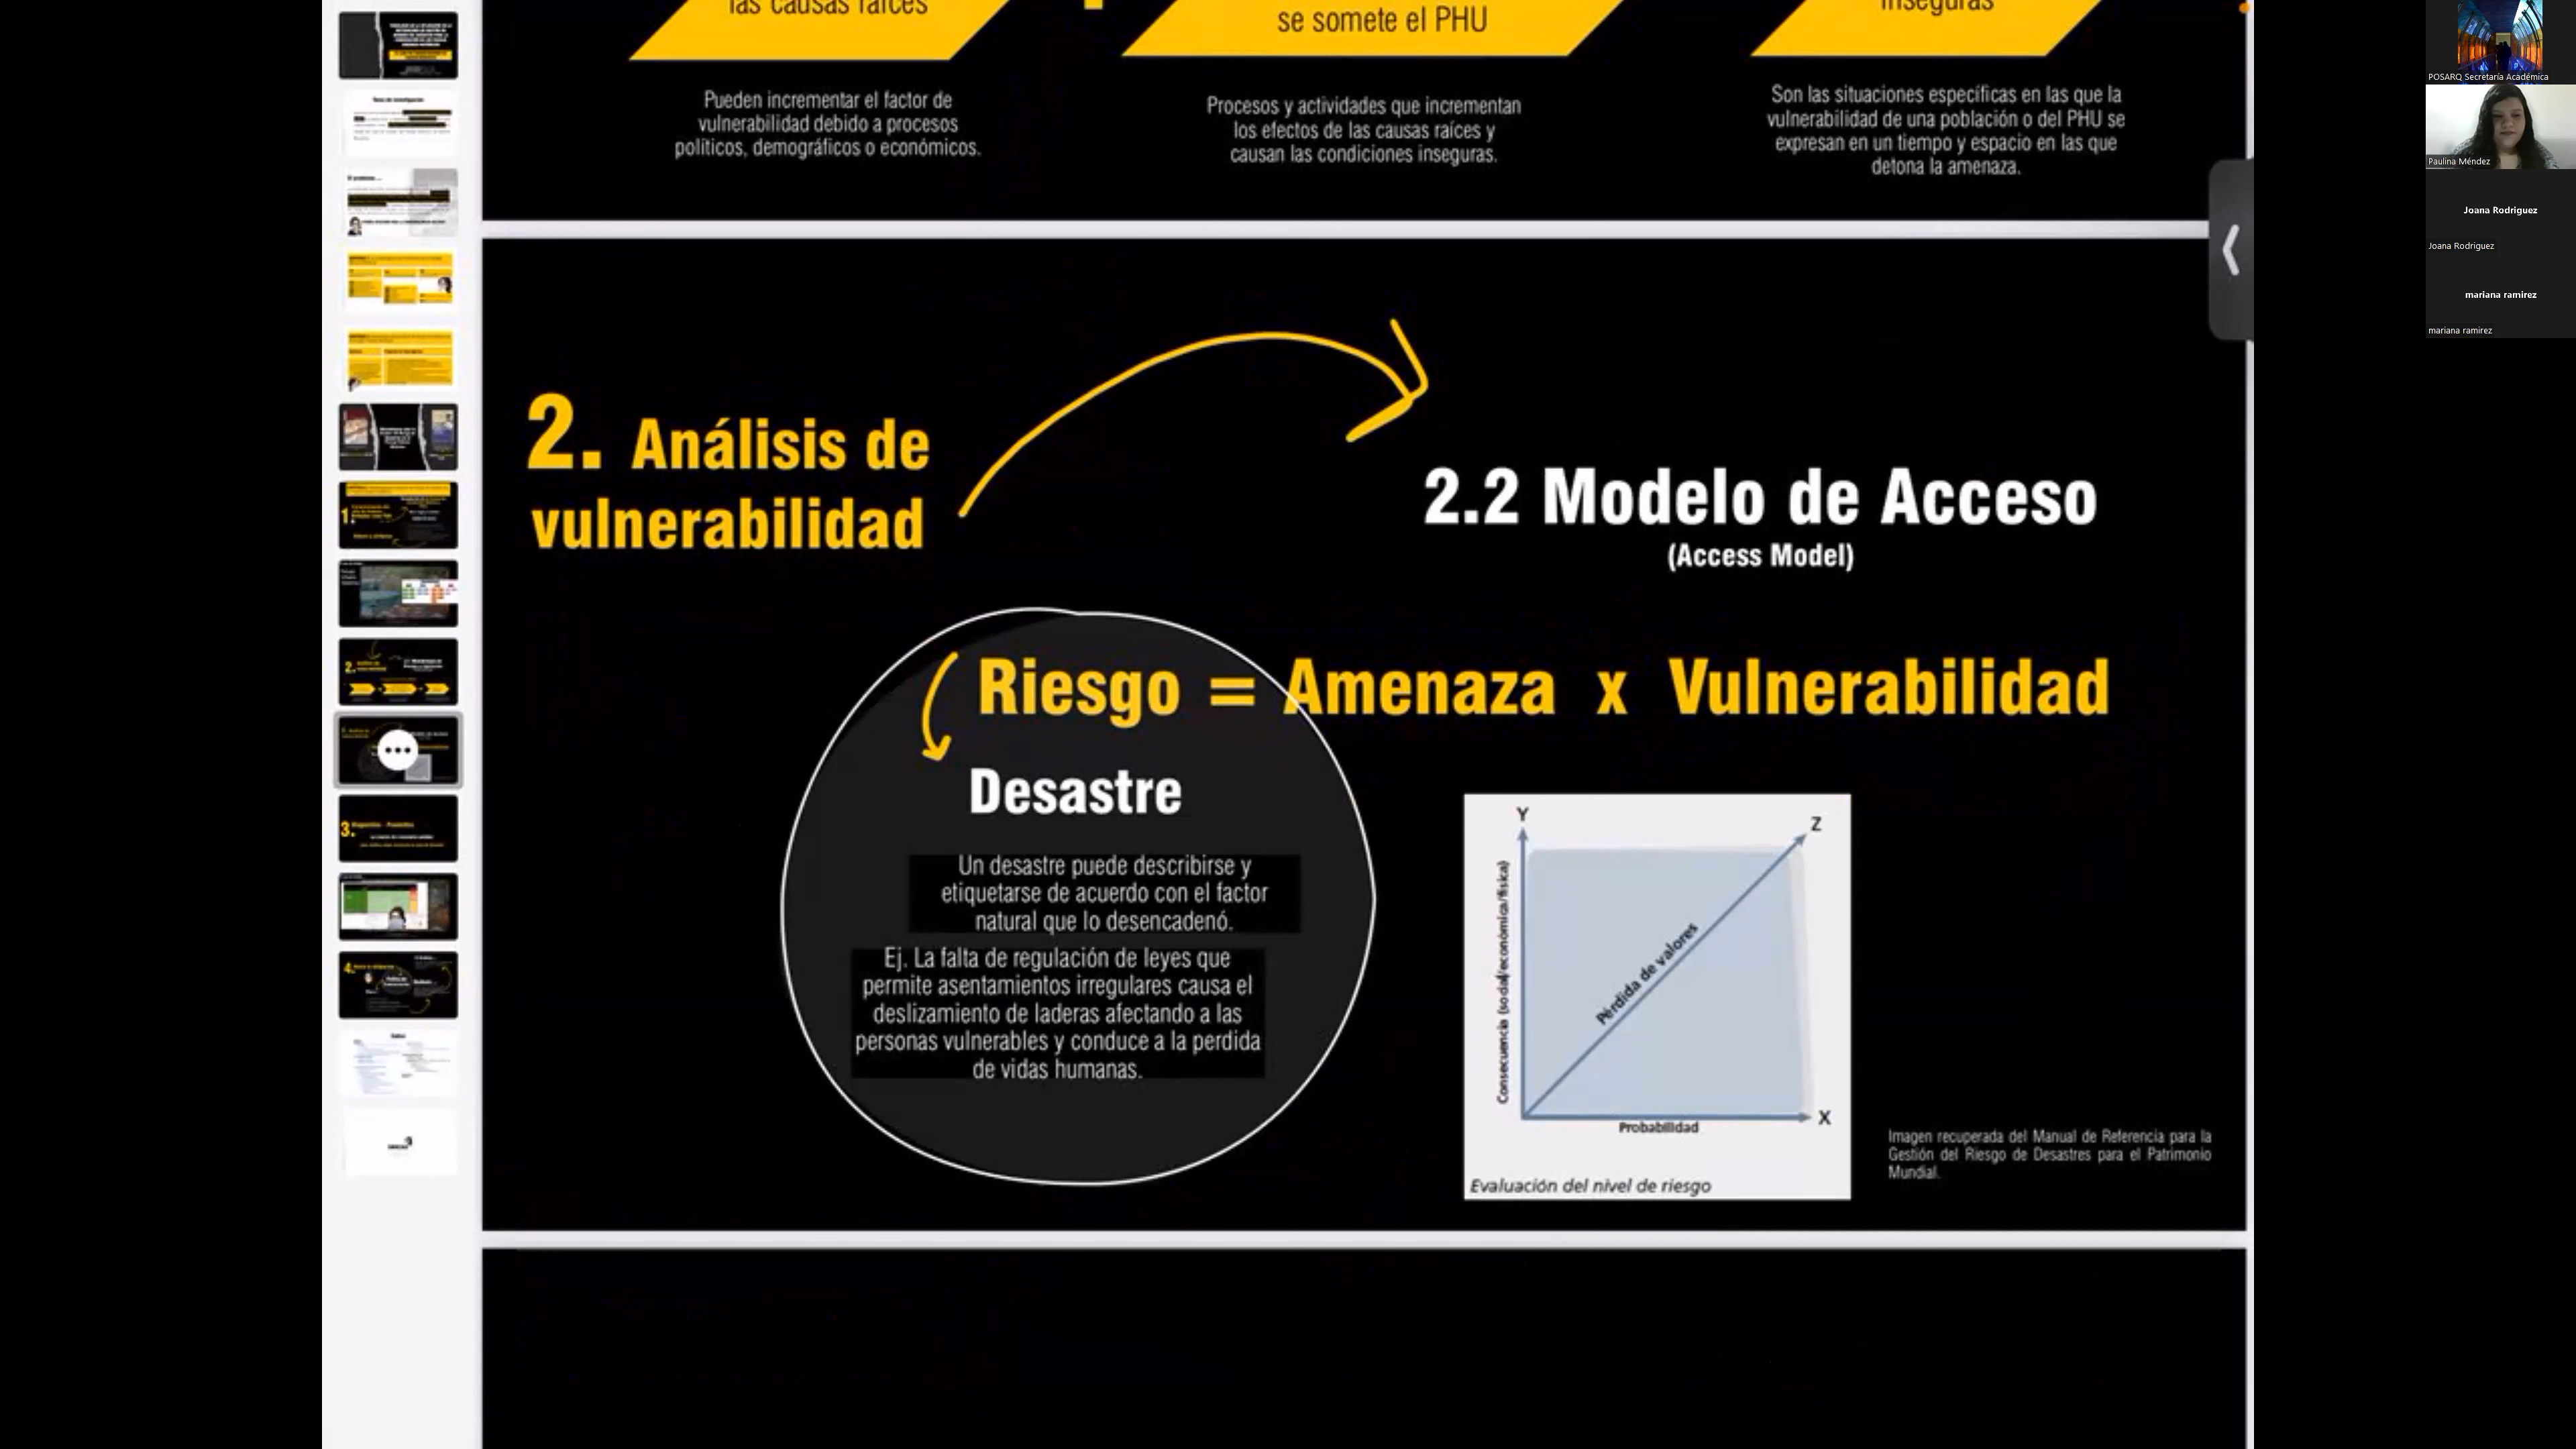 las causas raíces
se somete el PHU
inseguras
Pueden incrementar el factor de
vulnerabilidad debido a procesos
políticos, demográficos o económicos.
Procesos y actividades que incrementan
los efectos de las causas raíces y
causan las condiciones inseguras.
Son las situaciones específicas en las que la
vulnerabilidad de una población o del PHU se
expresan en un tiempo y espacio en las que
detona la amenaza.
2. Análisis de
vulnerabilidad
2.2 Modelo de Acceso
(Access Model)
Riesgo = Amenaza x Vulnerabilidad
Desastre
Un desastre puede describirse y
etiquetarse de acuerdo con el factor
natural que lo desencadenó.
Ej. La falta de regulación de leyes que
permite asentamientos irregulares causa el
deslizamiento de laderas afectando a las
personas vulnerables y conduce a la perdida
de vidas humanas.
Y
Z
Consecuencia (social/económica/física)
Pérdida de valores
X
Probabilidad
Evaluación del nivel de riesgo
Imagen recuperada del Manual de Referencia para la
Gestión del Riesgo de Desastres para el Patrimonio
Mundial.
POSARQ Secretaría Académica
Paulina Méndez
Joana Rodriguez
Joana Rodriguez
mariana ramirez
mariana ramirez